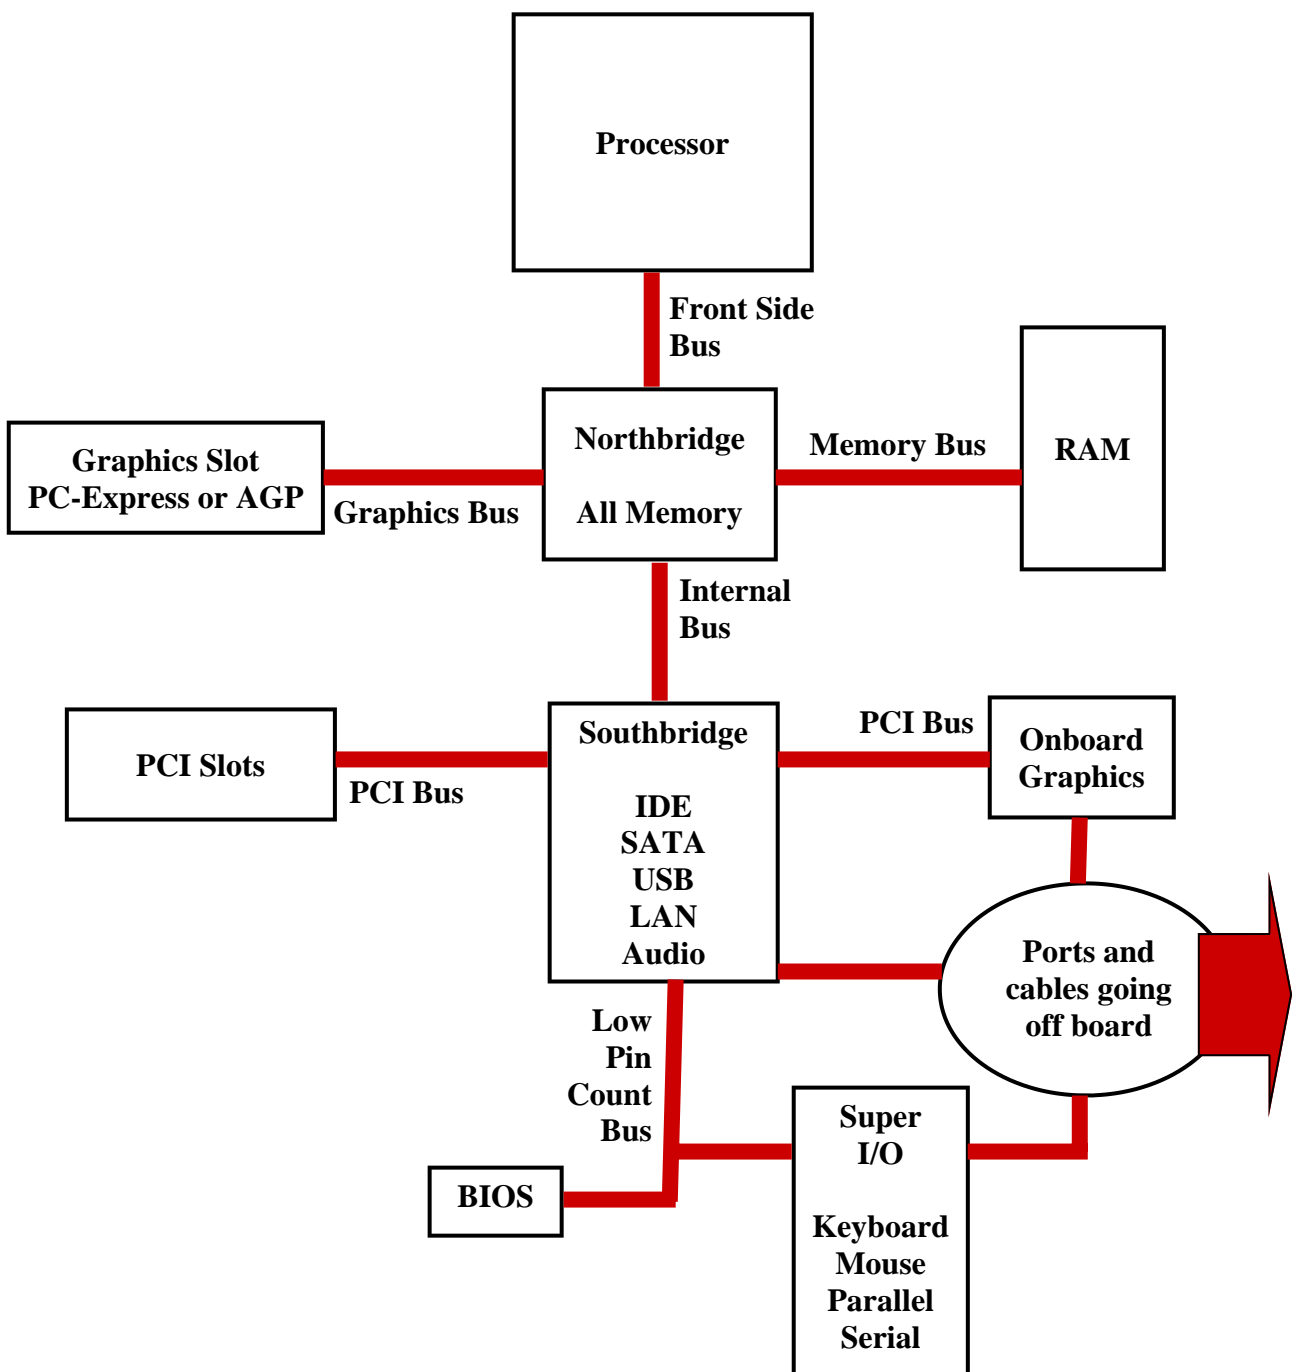 Processor
Front Side
Bus
Northbridge
All Memory
Memory Bus
RAM
Graphics Slot
PC-Express or AGP
Graphics Bus
Internal
Bus
PCI Slots
PCI Bus
Southbridge
IDE
SATA
USB
LAN
Audio
PCI Bus
Onboard
Graphics
Ports and
cables going
off board
Low
Pin
Count
Bus
BIOS
Super
I/O
Keyboard
Mouse
Parallel
Serial